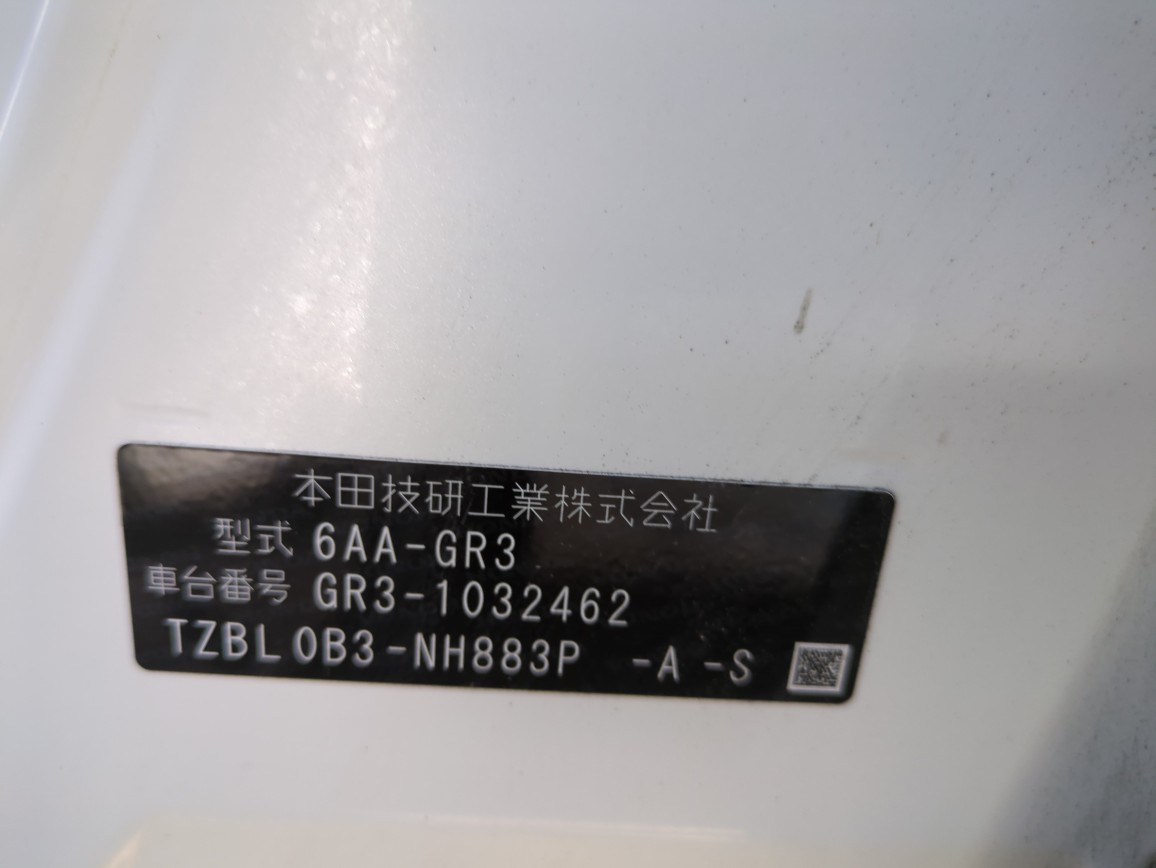 本田技研工業株式会社
型式 6AA-GR3
車台番号 GR3-1032462
TZBL0B3-NH883P -A -S